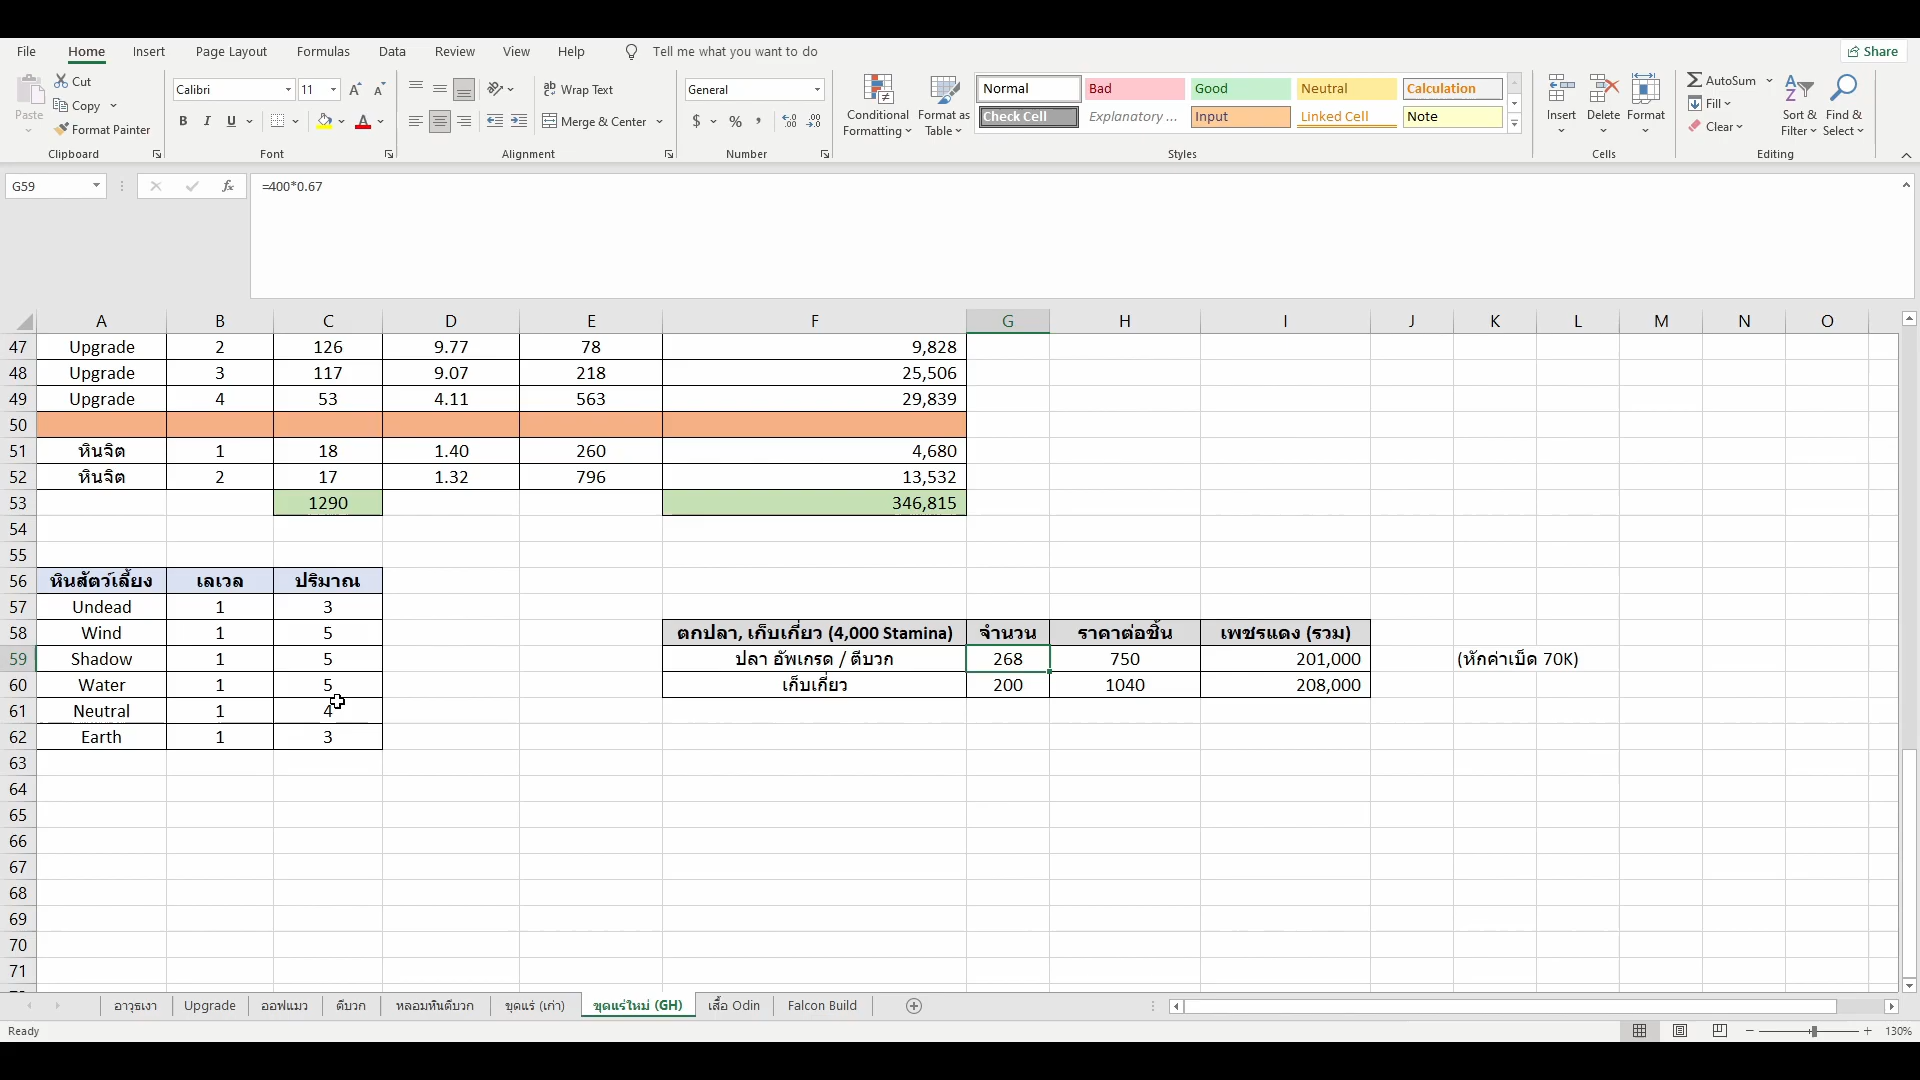 File Home Insert Page Layout Formulas Data Review View Help Tell me what you want to do Share
Paste Cut Copy Format Painter Clipboard
Calibri 11 Font
Wrap Text Merge & Center Alignment
General Number
Conditional Formatting Format as Table
Normal Bad Good Neutral Calculation
Check Cell Explanatory ... Input Linked Cell Note
Styles
Insert Delete Format Cells
AutoSum Fill Clear Sort & Filter Find & Select Editing
G59 fx =400*0.67
A B C D E F G H I J K L M N O
47 Upgrade 2 126 9.77 78 9,828
48 Upgrade 3 117 9.07 218 25,506
49 Upgrade 4 53 4.11 563 29,839
50
51 หินจิต 1 18 1.40 260 4,680
52 หินจิต 2 17 1.32 796 13,532
53 1290 346,815
54
55
56 หินสัตว์เลี้ยง เลเวล ปริมาณ
57 Undead 1 3
58 Wind 1 5 ตกปลา, เก็บเกี่ยว (4,000 Stamina) จำนวน ราคาต่อชิ้น เพชรแดง (รวม)
59 Shadow 1 5 ปลา อัพเกรด / ตีบวก 268 750 201,000 (หักค่าเบ็ด 70K)
60 Water 1 5 เก็บเกี่ยว 200 1040 208,000
61 Neutral 1 4
62 Earth 1 3
63
64
65
66
67
68
69
70
71
อาวุธเงา Upgrade ออฟแมว ตีบวก หลอมหินตีบวก ขุดแร่ (เก่า) ขุดแร่ใหม่ (GH) เสื้อ Odin Falcon Build
Ready 130%